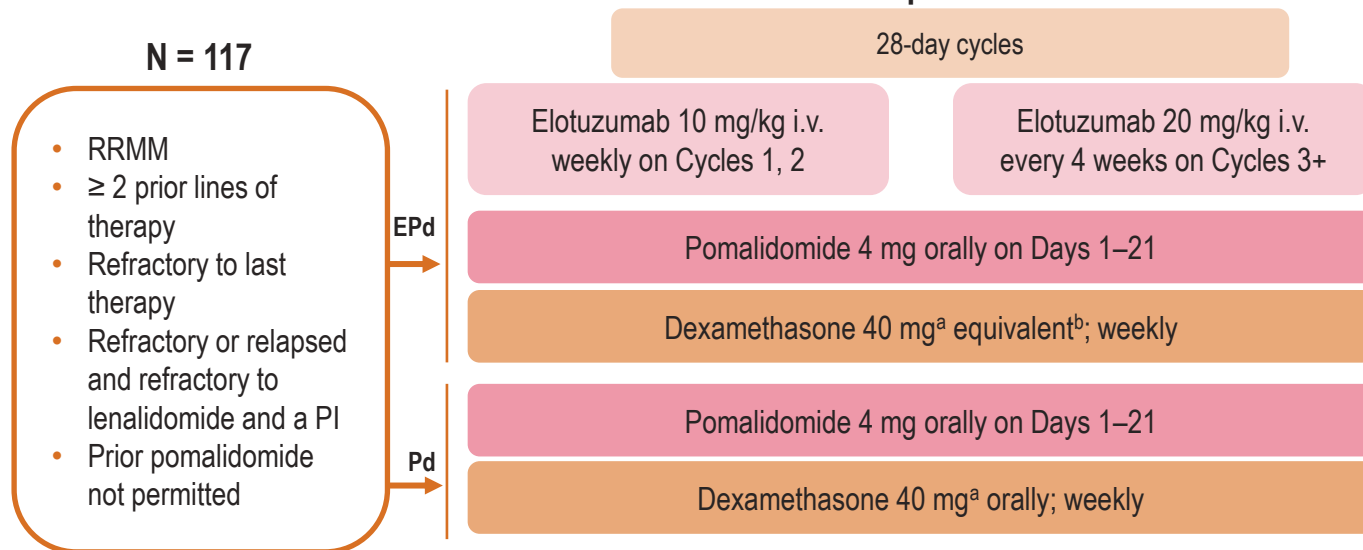 N = 117
• RRMM
• ≥ 2 prior lines of
therapy
• Refractory to last
therapy
• Refractory or relapsed
and refractory to
lenalidomide and a PI
• Prior pomalidomide
not permitted
28-day cycles
EPd
Elotuzumab 10 mg/kg i.v.
weekly on Cycles 1, 2
Elotuzumab 20 mg/kg i.v.
every 4 weeks on Cycles 3+
Pomalidomide 4 mg orally on Days 1–21
Dexamethasone 40 mgᵃ equivalentᵇ; weekly
Pd
Pomalidomide 4 mg orally on Days 1–21
Dexamethasone 40 mgᵃ orally; weekly